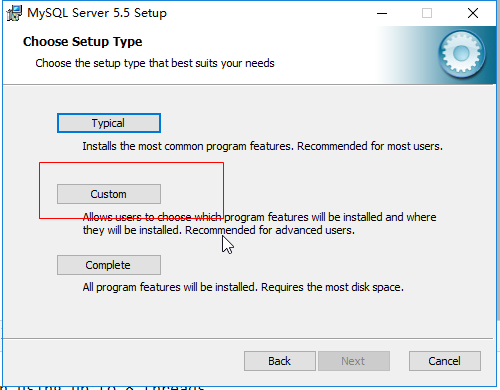 MySQL Server 5.5 Setup
Choose Setup Type
Choose the setup type that best suits your needs
Typical
Installs the most common program features. Recommended for most users.
Custom
Allows users to choose which program features will be installed and where
they will be installed. Recommended for advanced users.
Complete
All program features will be installed. Requires the most disk space.
Back
Next
Cancel